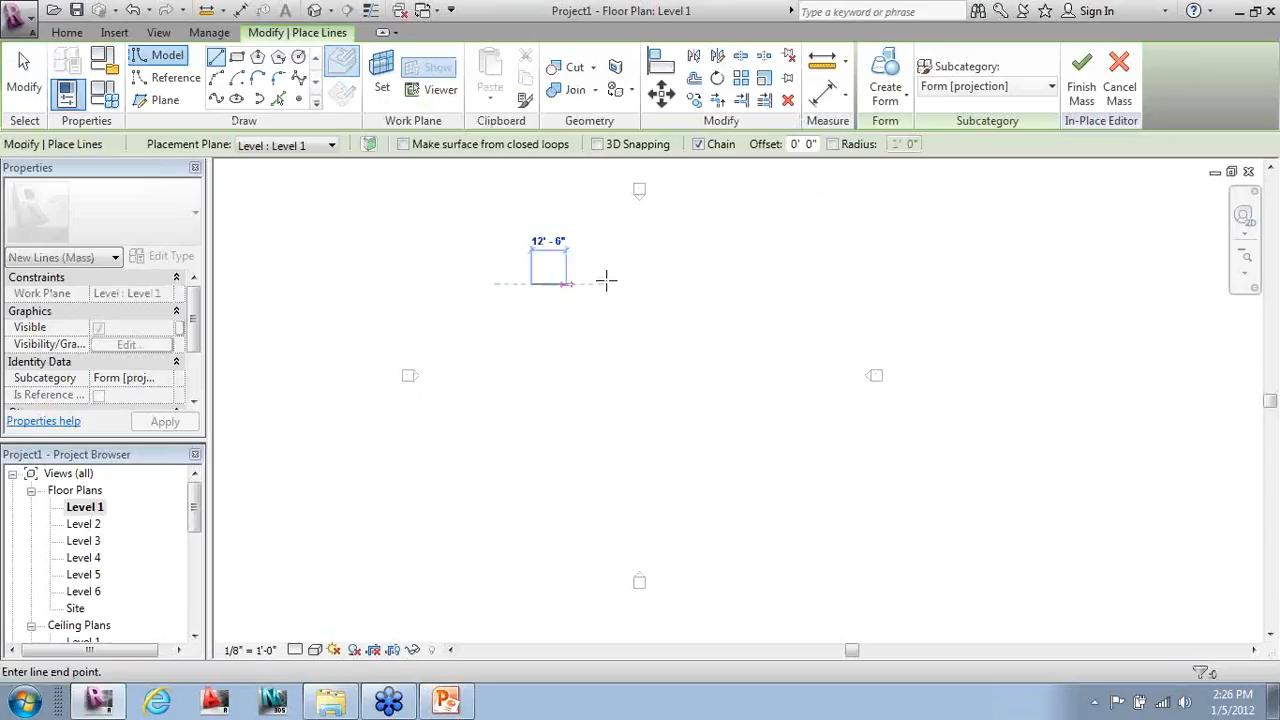 Project1 - Floor Plan: Level 1
Type a keyword or phrase
Sign In
Home
Insert
View
Manage
Modify | Place Lines
Modify
Model
Reference
Plane
Set
Show
Viewer
Paste
Cut
Join
Create
Form
Subcategory:
Form [projection]
Finish
Mass
Cancel
Mass
Select
Properties
Draw
Work Plane
Clipboard
Geometry
Modify
Measure
Form
Subcategory
In-Place Editor
Modify | Place Lines
Placement Plane:
Level : Level 1
Make surface from closed loops
3D Snapping
Chain
Offset:
0' 0"
Radius:
1' 0"
Properties
New Lines (Mass)
Edit Type
Constraints
Work Plane
Level : Level 1
Graphics
Visible
Visibility/Gra...
Edit...
Identity Data
Subcategory
Form [proj...
Is Reference ...
Properties help
Apply
Project1 - Project Browser
Views (all)
Floor Plans
Level 1
Level 2
Level 3
Level 4
Level 5
Level 6
Site
Ceiling Plans
12' - 6"
1/8" = 1'-0"
Enter line end point.
:0
2:26 PM
1/5/2012